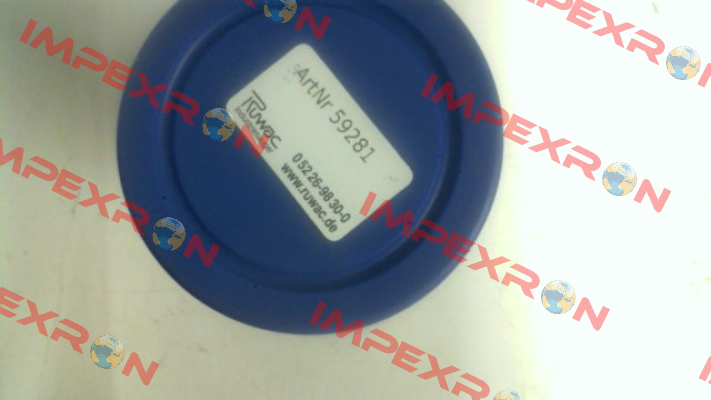 ArtNr 59281
Ruwac
05226-9830-0
www.ruwac.de
IMPEXRON
IMPEXRON
IMPEXRON
IMPEXRON
IMPEXRON
IMPEXRON